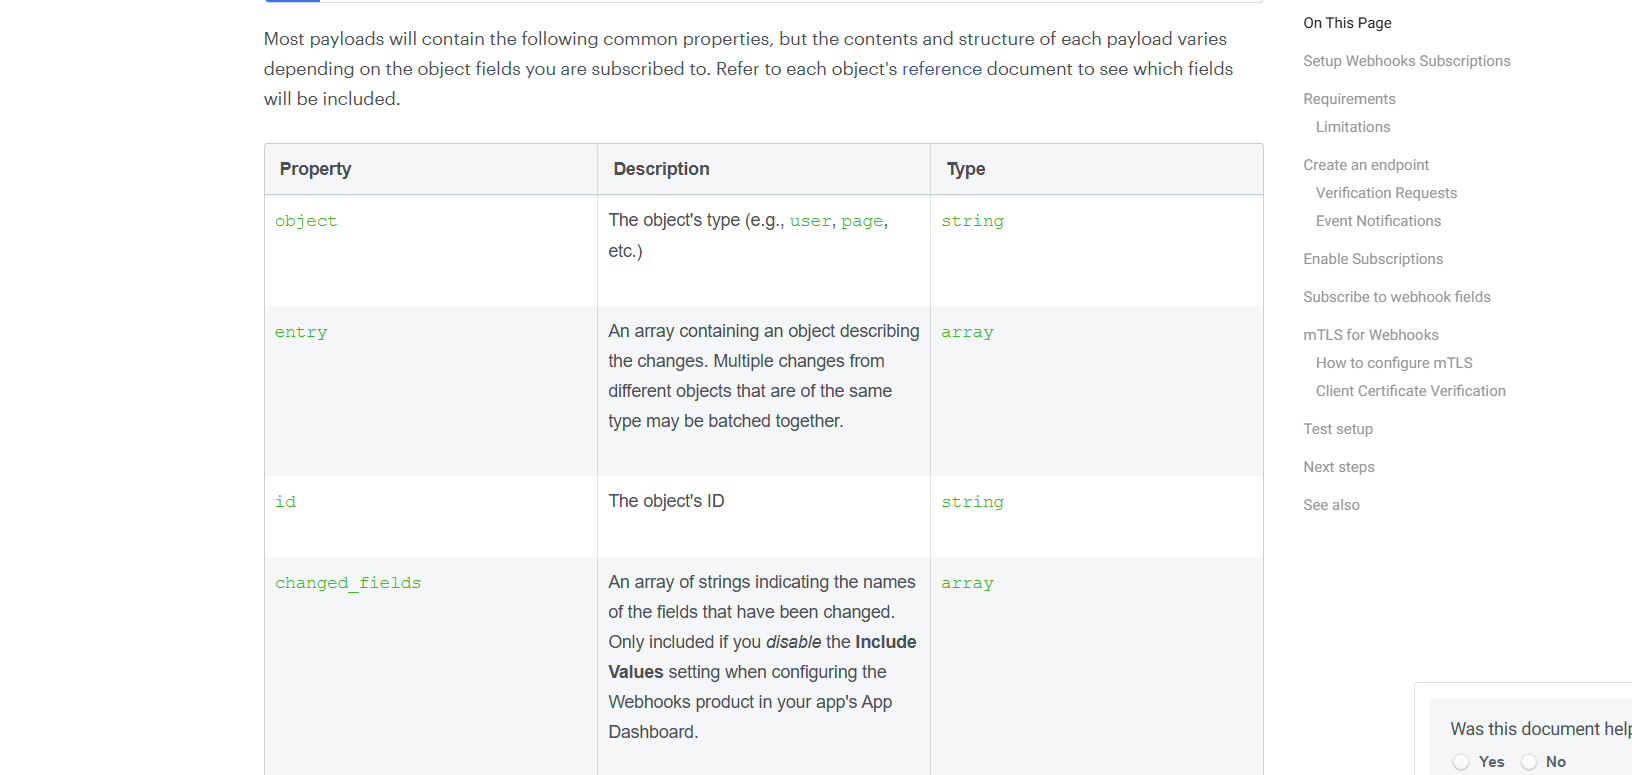 Most payloads will contain the following common properties, but the contents and structure of each payload varies
depending on the object fields you are subscribed to. Refer to each object's reference document to see which fields
will be included.
Property Description Type
object The object's type (e.g., user, page, string
etc.)
entry An array containing an object describing array
the changes. Multiple changes from
different objects that are of the same
type may be batched together.
id The object's ID string
changed_fields An array of strings indicating the names array
of the fields that have been changed.
Only included if you disable the Include
Values setting when configuring the
Webhooks product in your app's App
Dashboard.
On This Page
Setup Webhooks Subscriptions
Requirements
Limitations
Create an endpoint
Verification Requests
Event Notifications
Enable Subscriptions
Subscribe to webhook fields
mTLS for Webhooks
How to configure mTLS
Client Certificate Verification
Test setup
Next steps
See also
Was this document
Yes No